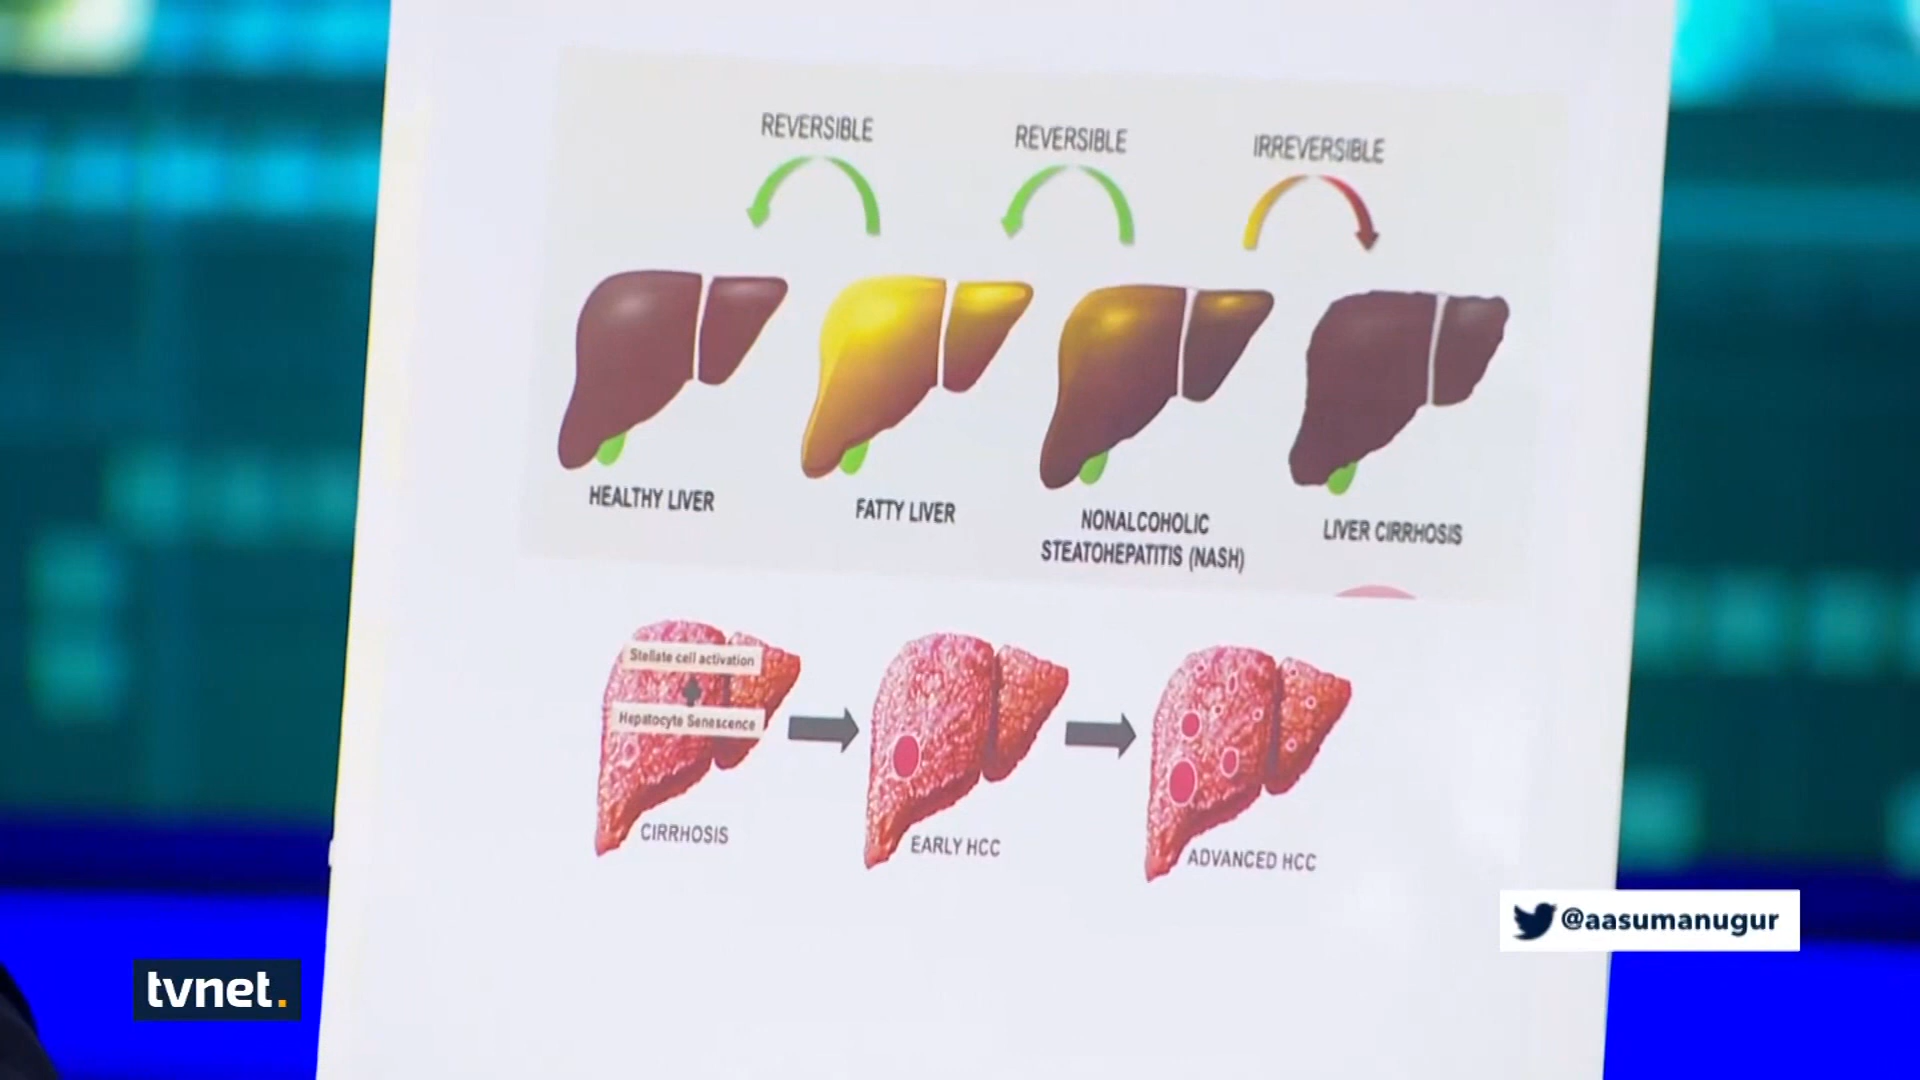 REVERSIBLE
REVERSIBLE
IRREVERSIBLE
HEALTHY LIVER
FATTY LIVER
NONALCOHOLIC
STEATOHEPATITIS (NASH)
LIVER CIRRHOSIS
Stellate cell activation
Hepatocyte Senescence
CIRRHOSIS
EARLY HCC
ADVANCED HCC
@aasumanugur
tvnet.